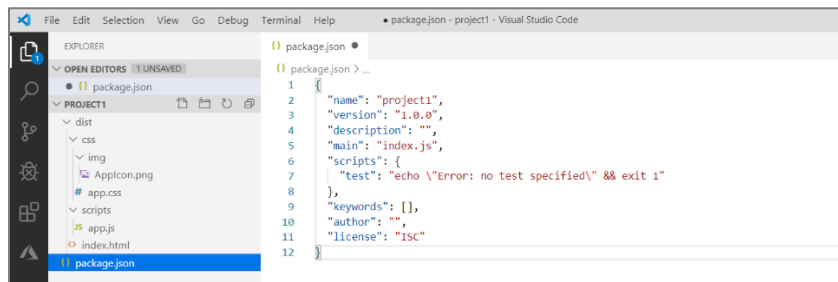 File Edit Selection View Go Debug Terminal Help ● package.json - project1 - Visual Studio Code
EXPLORER
OPEN EDITORS 1 UNSAVED
● {} package.json
PROJECT1
dist
css
img
AppIcon.png
# app.css
scripts
JS app.js
<> index.html
{} package.json
1
{} package.json ●
{} package.json > ...
1 {
2 "name": "project1",
3 "version": "1.0.0",
4 "description": "",
5 "main": "index.js",
6 "scripts": {
7 "test": "echo \"Error: no test specified\" && exit 1"
8 },
9 "keywords": [],
10 "author": "",
11 "license": "ISC"
12 }